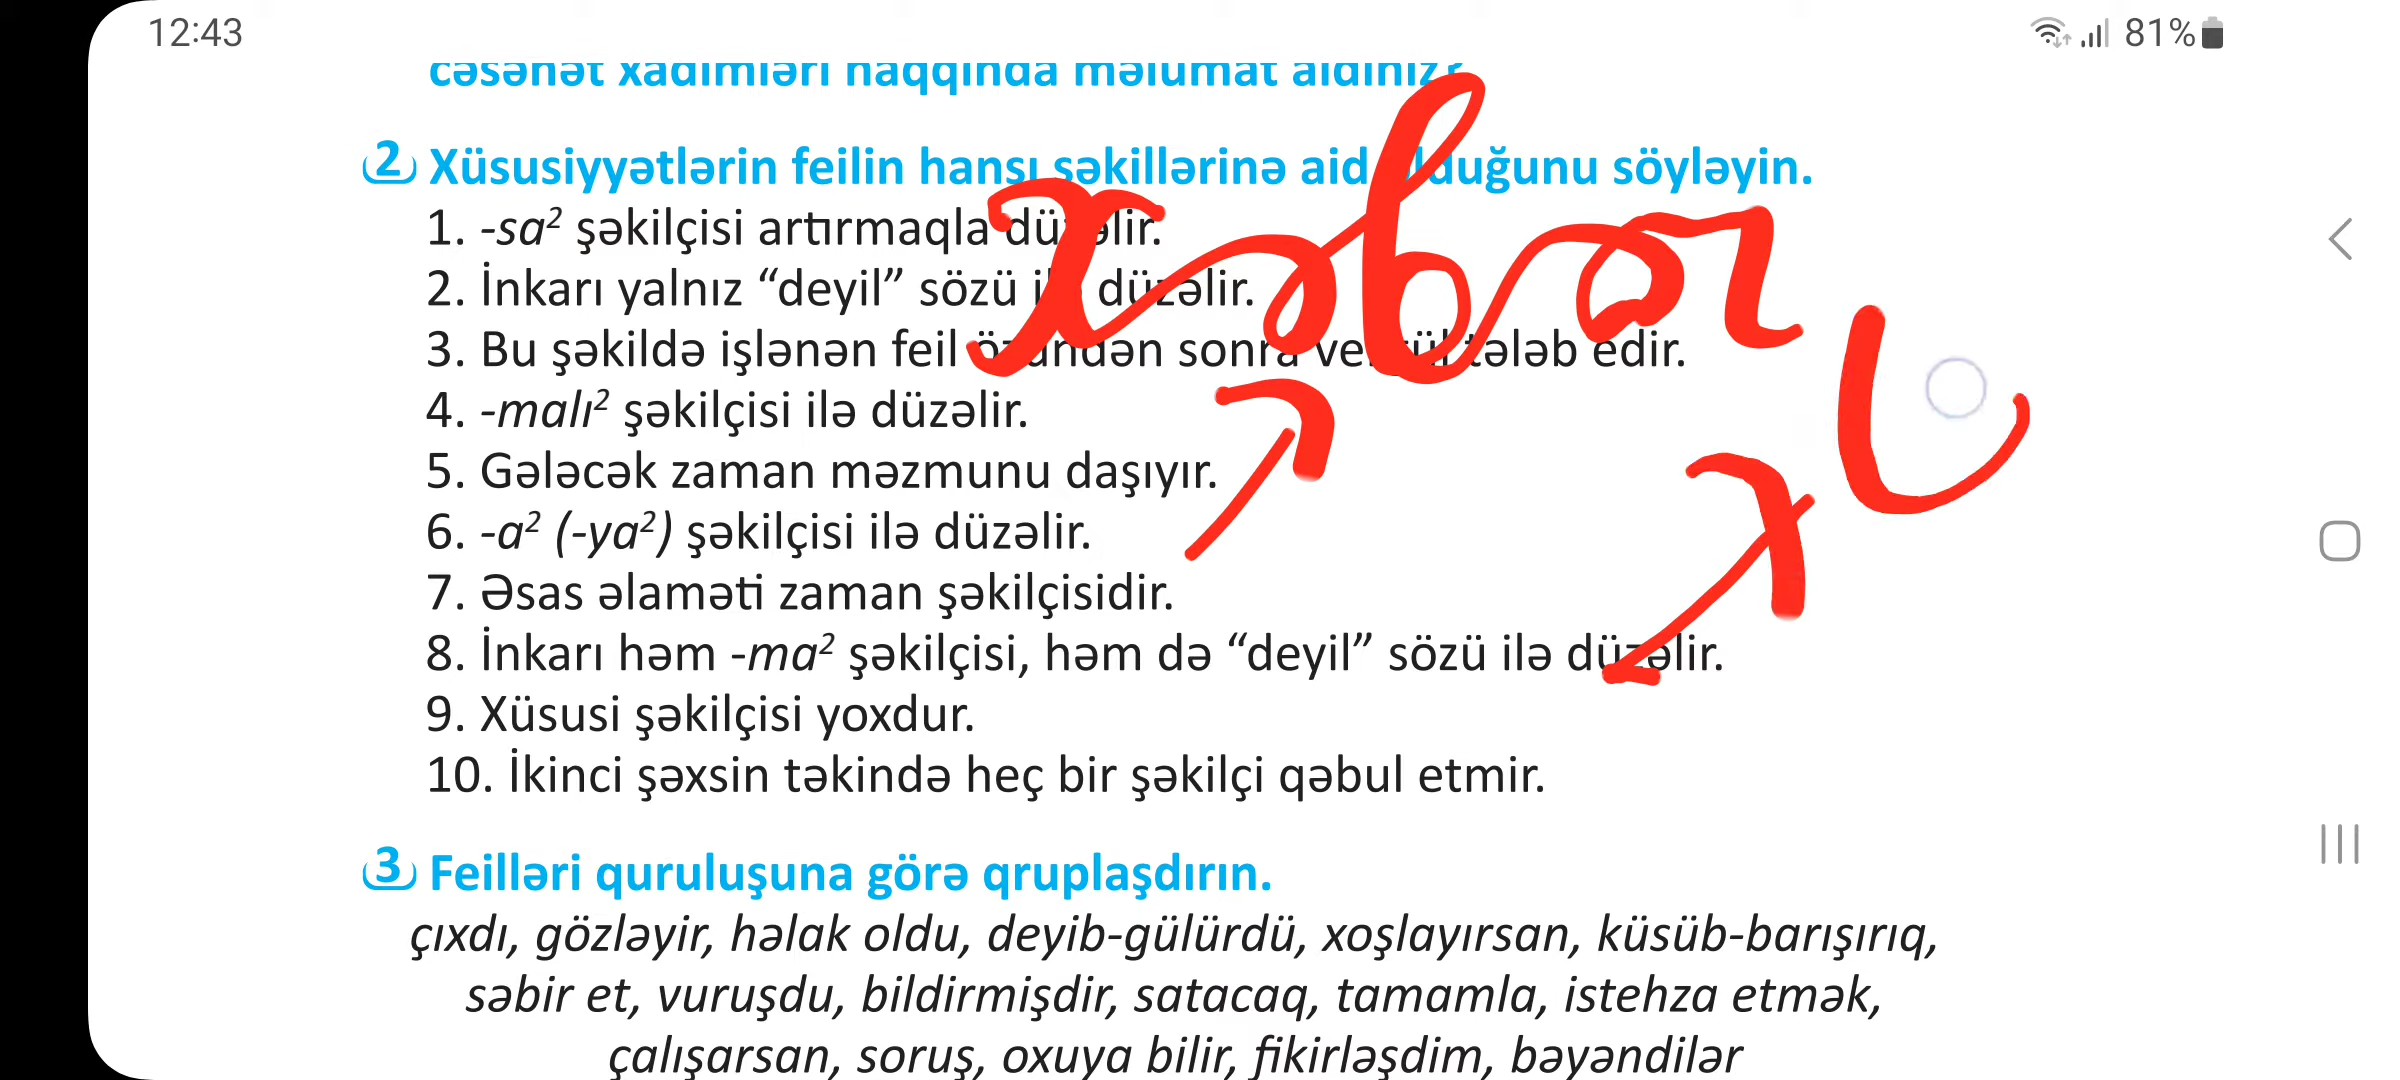 12:43
81%
cəsənət xadimləri haqqında məlumat aldınız?
2 Xüsusiyyətlərin feilin hansı şəkillərinə aid olduğunu söyləyin.
1. -sa² şəkilçisi artırmaqla düzəlir.
2. İnkarı yalnız “deyil” sözü ilə düzəlir.
3. Bu şəkildə işlənən feil özündən sonra vergül tələb edir.
4. -malı² şəkilçisi ilə düzəlir.
5. Gələcək zaman məzmunu daşıyır.
6. -a² (-ya²) şəkilçisi ilə düzəlir.
7. Əsas əlaməti zaman şəkilçisidir.
8. İnkarı həm -ma² şəkilçisi, həm də “deyil” sözü ilə düzəlir.
9. Xüsusi şəkilçisi yoxdur.
10. İkinci şəxsin təkində heç bir şəkilçi qəbul etmir.
xəbər
3 Feilləri quruluşuna görə qruplaşdırın.
çıxdı, gözləyir, həlak oldu, deyib-gülürdü, xoşlayırsan, küsüb-barışırıq,
səbir et, vuruşdu, bildirmişdir, satacaq, tamamla, istehza etmək,
çalışarsan, soruş, oxuya bilir, fikirləşdim, bəyəndilər